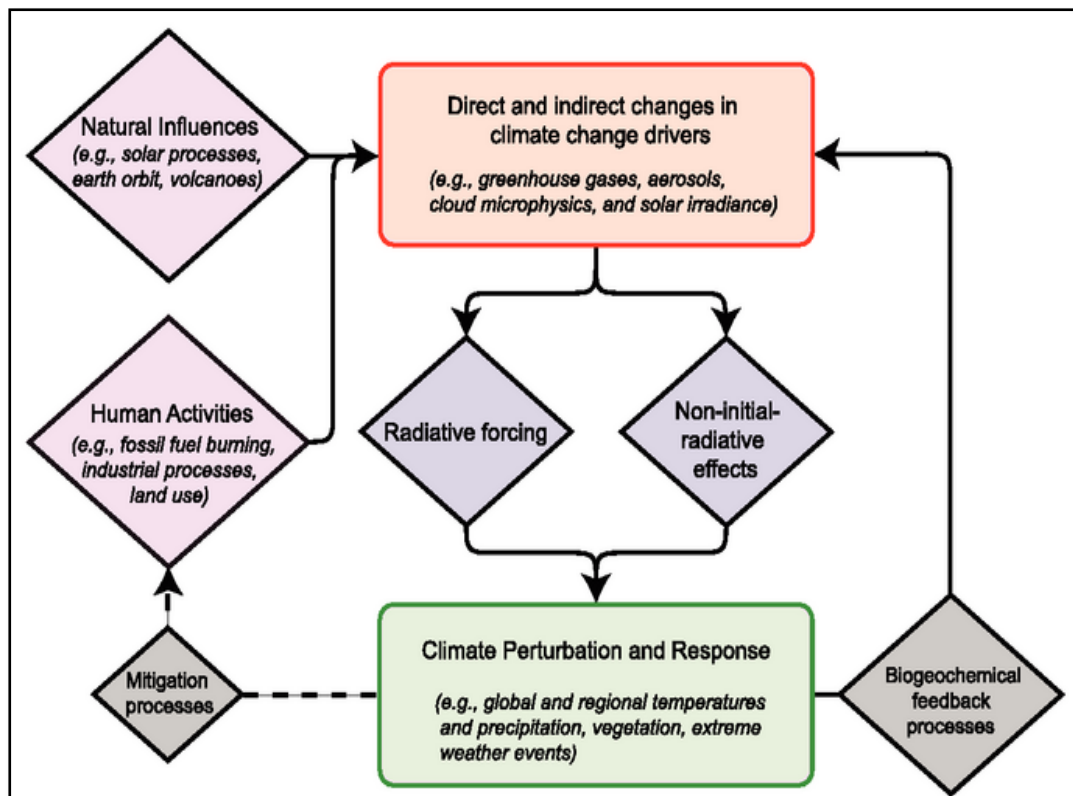 Natural Influences
(e.g., solar processes,
earth orbit, volcanoes)
Direct and indirect changes in
climate change drivers
(e.g., greenhouse gases, aerosols,
cloud microphysics, and solar irradiance)
Human Activities
(e.g., fossil fuel burning,
industrial processes,
land use)
Radiative forcing
Non-initial-
radiative
effects
Mitigation
processes
Climate Perturbation and Response
(e.g., global and regional temperatures
and precipitation, vegetation, extreme
weather events)
Biogeochemical
feedback
processes